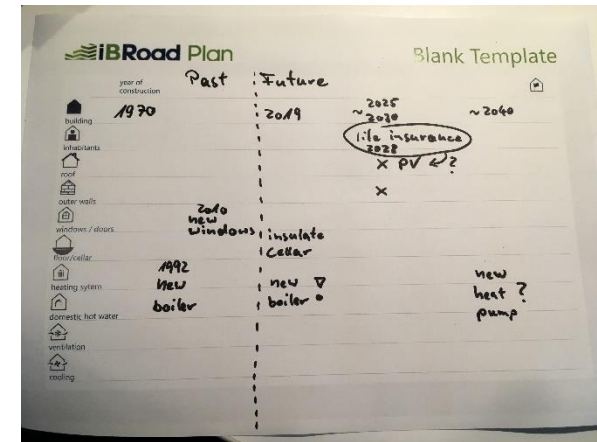 iBRoad Plan
Blank Template
year of construction Past Future
building 1970 2019 ~ 2025 ~ 2030 ~ 2040
inhabitants life insurance 2028
roof X PV ?
outer walls X
windows / doors 2010 new windows
floor/cellar insulate cellar
heating sytem 1992 new boiler new boiler ! new heat pump ?
domestic hot water
ventilation
cooling